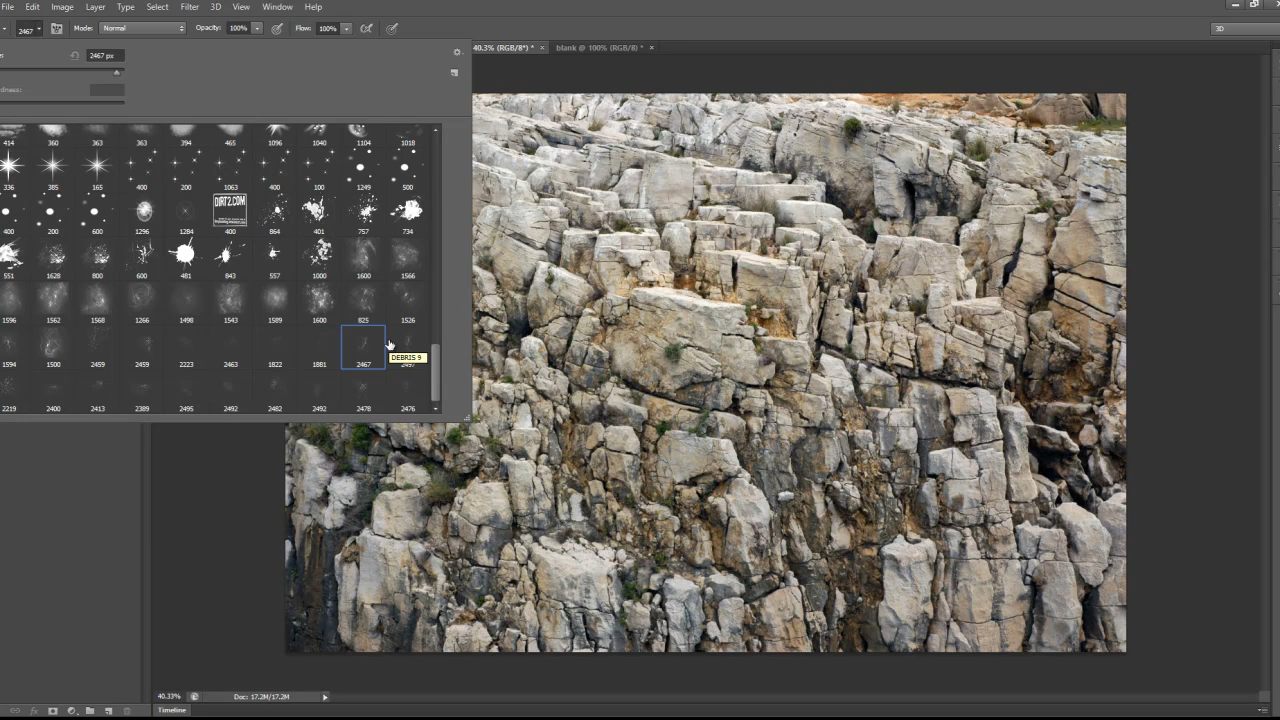 File Edit Image Layer Type Select Filter 3D View Window Help
2467 Mode: Normal Opacity: 100% Flow: 100% 3D
40.3% (RGB/8*) * × blank @ 100% (RGB/8) * ×
2467 px
dness:
414 360 363 363 394 465 1096 1040 1104 1018
336 385 165 400 200 1063 400 100 1249 500
DIRT2.COM
400 200 600 1296 1284 400 864 401 757 734
551 1628 800 600 481 843 557 1000 1600 1566
1596 1562 1568 1266 1498 1543 1589 1600 825 1526
DEBRIS 9
1594 1500 2459 2459 2223 2463 1822 1881 2467 2497
2219 2400 2413 2389 2495 2492 2482 2492 2478 2476
40.33% Doc: 17.2M/17.2M
Timeline